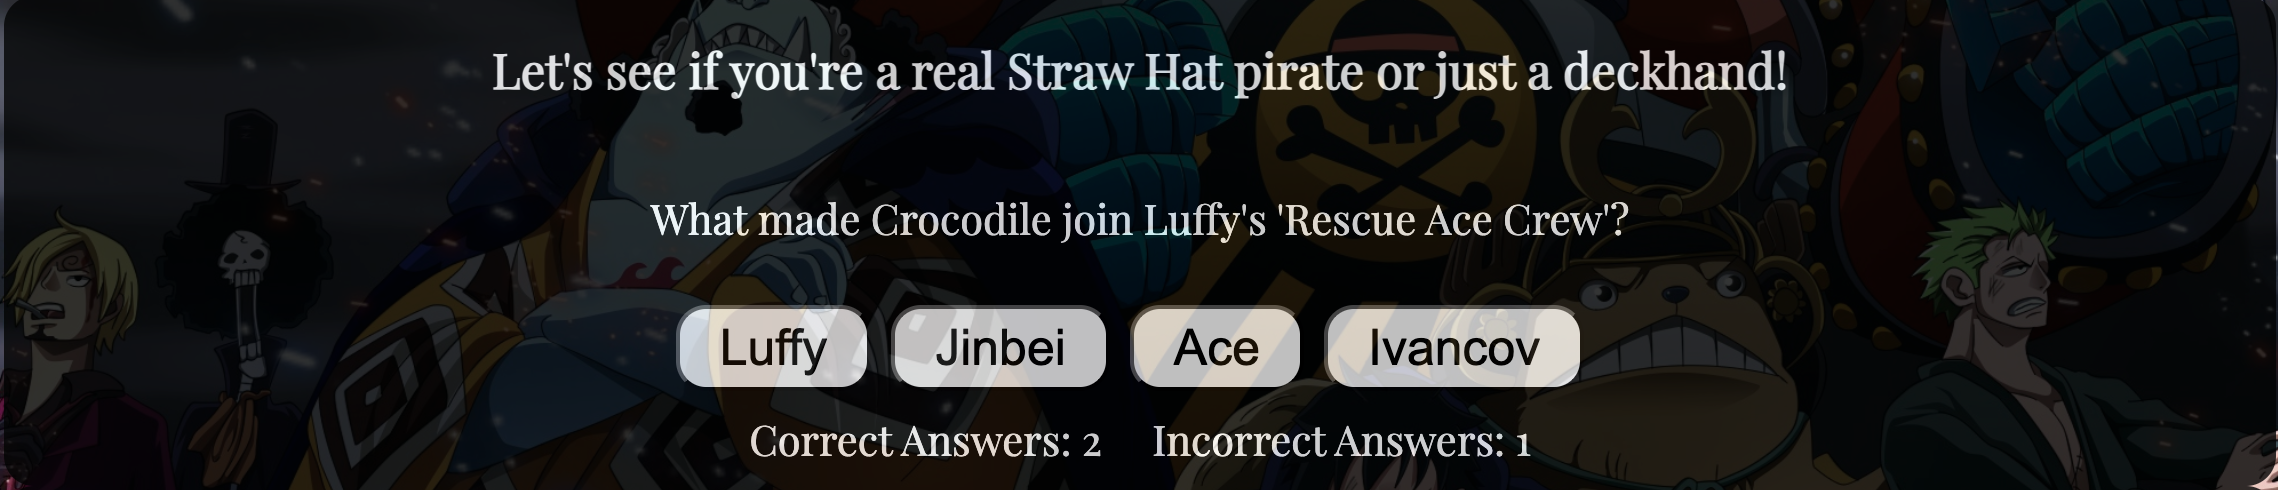 Let's see if you're a real Straw Hat pirate or just a deckhand!
What made Crocodile join Luffy's 'Rescue Ace Crew'?
Luffy Jinbei Ace Ivancov
Correct Answers: 2 Incorrect Answers: 1